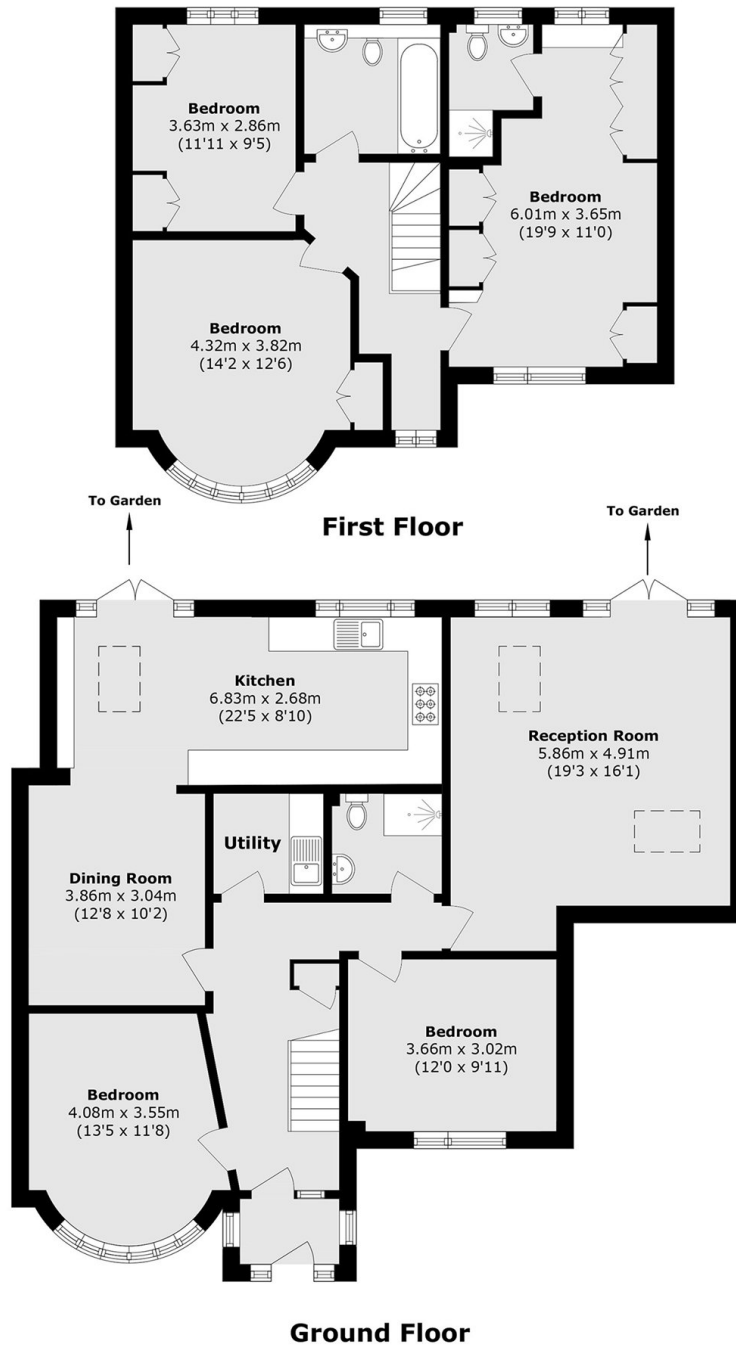 Bedroom
3.63m x 2.86m
(11'11 x 9'5)
Bedroom
6.01m x 3.65m
(19'9 x 11'0)
Bedroom
4.32m x 3.82m
(14'2 x 12'6)
To Garden
First Floor
To Garden
Kitchen
6.83m x 2.68m
(22'5 x 8'10)
Reception Room
5.86m x 4.91m
(19'3 x 16'1)
Utility
Dining Room
3.86m x 3.04m
(12'8 x 10'2)
Bedroom
3.66m x 3.02m
(12'0 x 9'11)
Bedroom
4.08m x 3.55m
(13'5 x 11'8)
Ground Floor